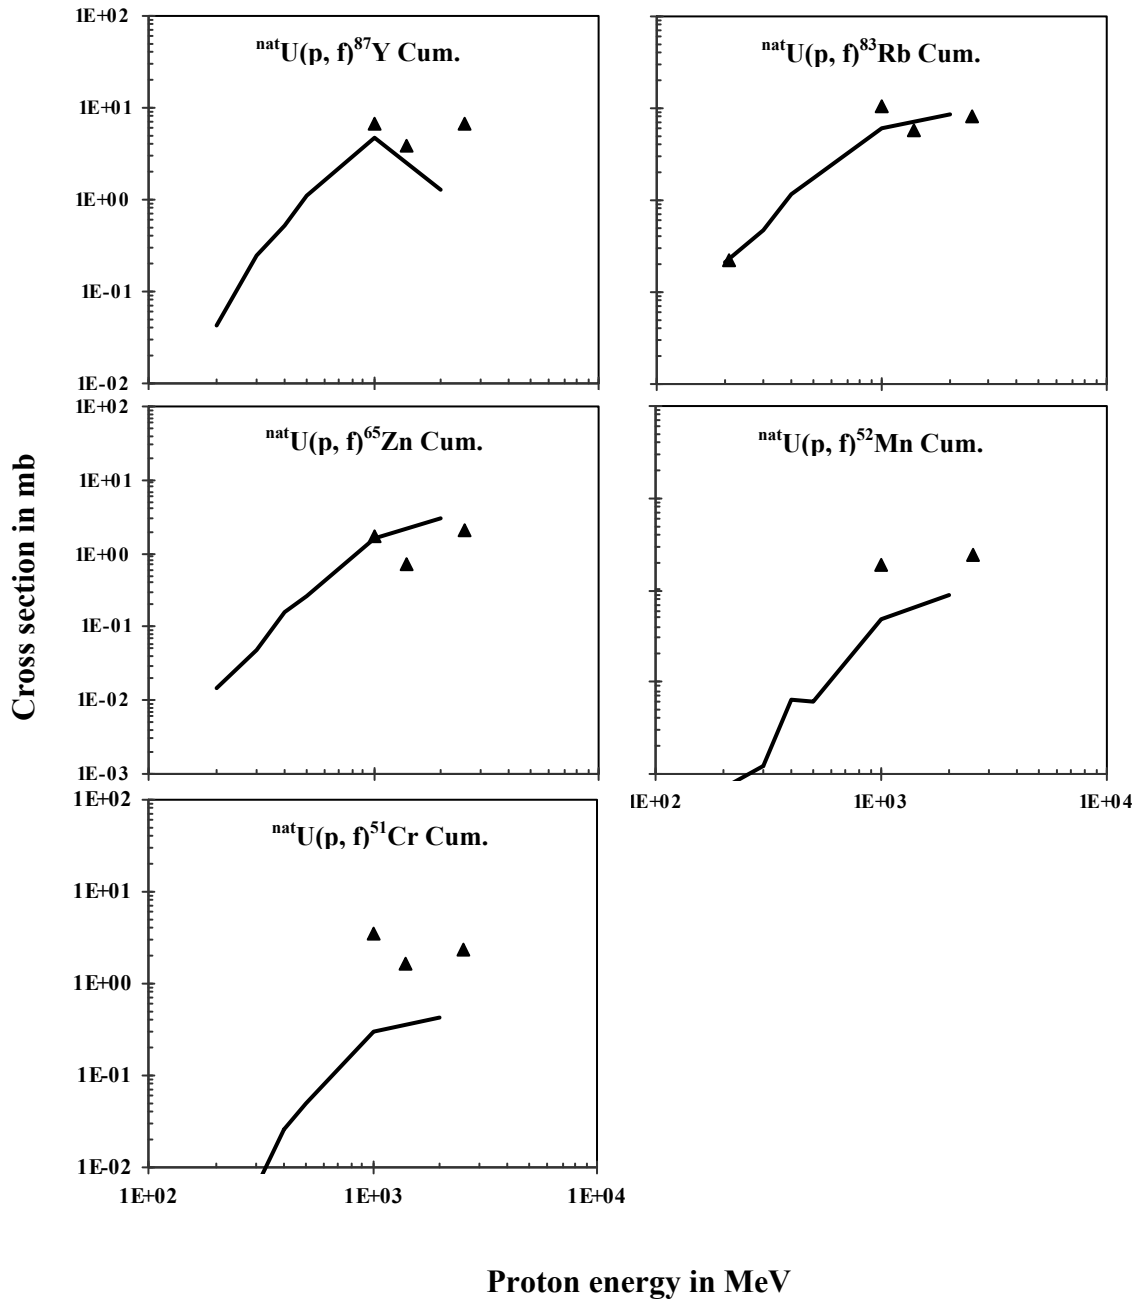 1E+02
natU(p, f)87Y Cum.
1E+01
1E+00
1E-01
1E-02
natU(p, f)83Rb Cum.
1E+02
natU(p, f)65Zn Cum.
1E+01
1E+00
1E-01
1E-02
1E-03
natU(p, f)52Mn Cum.
1E+02 1E+03 1E+04
1E+02
natU(p, f)51Cr Cum.
1E+01
1E+00
1E-01
1E-02
1E+02 1E+03 1E+04
Cross section in mb
Proton energy in MeV